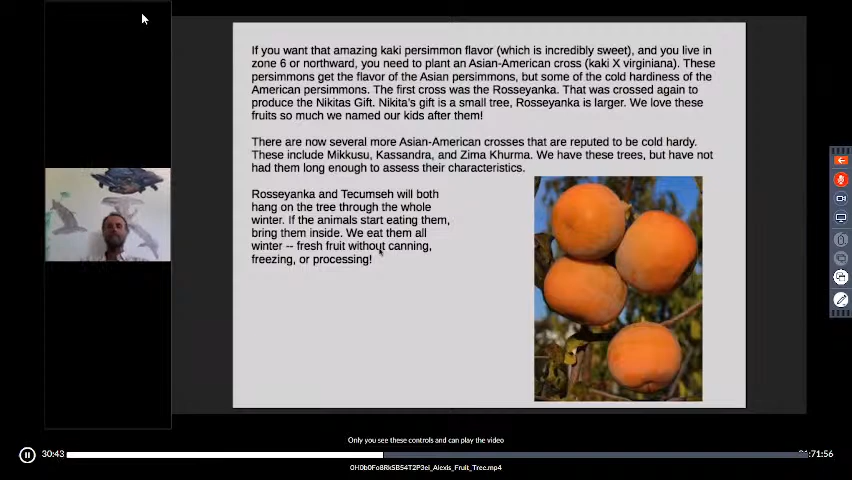 If you want that amazing kaki persimmon flavor (which is incredibly sweet), and you live in
zone 6 or northward, you need to plant an Asian-American cross (kaki X virginiana). These
persimmons get the flavor of the Asian persimmons, but some of the cold hardiness of the
American persimmons. The first cross was the Rosseyanka. That was crossed again to
produce the Nikitas Gift. Nikita's gift is a small tree, Rosseyanka is larger. We love these
fruits so much we named our kids after them!
There are now several more Asian-American crosses that are reputed to be cold hardy.
These include Mikkusu, Kassandra, and Zima Khurma. We have these trees, but have not
had them long enough to assess their characteristics.
Rosseyanka and Tecumseh will both
hang on the tree through the whole
winter. If the animals start eating them,
bring them inside. We eat them all
winter -- fresh fruit without canning,
freezing, or processing!
Only you see these controls and can play the video
30:43
:71:56